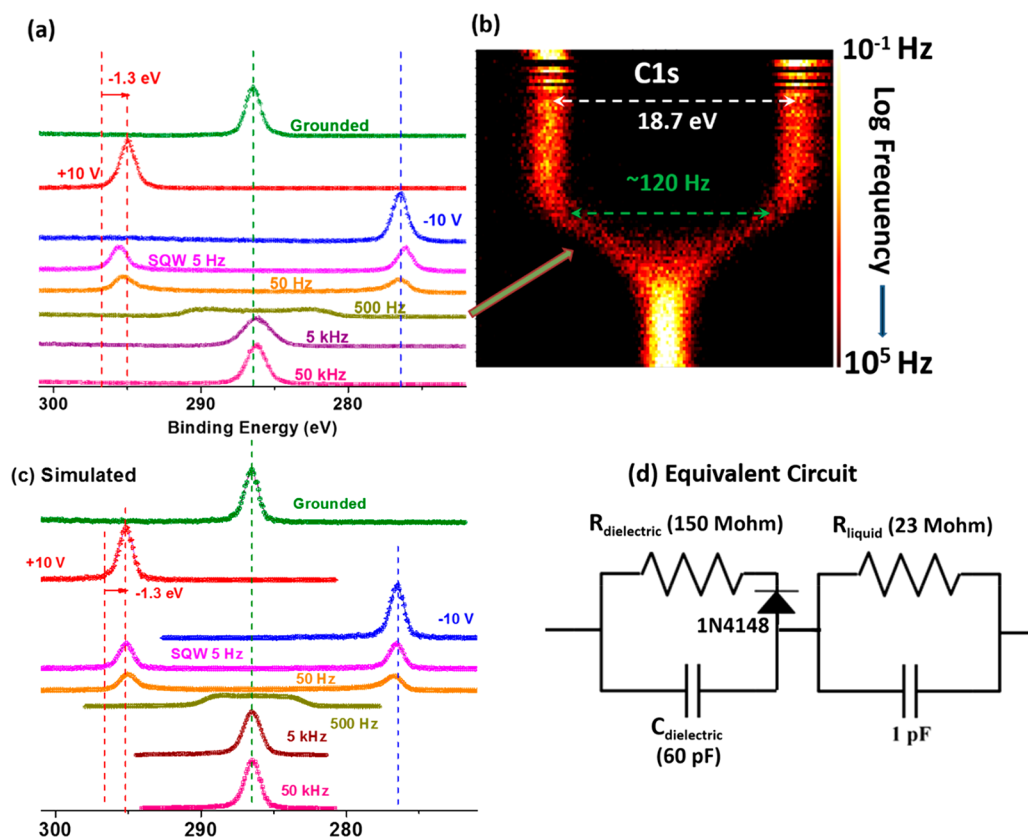 (a)
-1.3 eV
Grounded
+10 V
-10 V
SQW 5 Hz
50 Hz
500 Hz
5 kHz
50 kHz
300 290 280
Binding Energy (eV)
(b)
C1s
18.7 eV
~120 Hz
10⁻¹ Hz
Log Frequency
10⁵ Hz
(c) Simulated
Grounded
+10 V
-1.3 eV
-10 V
SQW 5 Hz
50 Hz
500 Hz
5 kHz
50 kHz
300 290 280
(d) Equivalent Circuit
R_dielectric (150 Mohm)
R_liquid (23 Mohm)
1N4148
C_dielectric
(60 pF)
1 pF